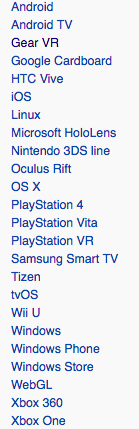 Android
Android TV
Gear VR
Google Cardboard
HTC Vive
iOS
Linux
Microsoft HoloLens
Nintendo 3DS line
Oculus Rift
OS X
PlayStation 4
PlayStation Vita
PlayStation VR
Samsung Smart TV
Tizen
tvOS
Wii U
Windows
Windows Phone
Windows Store
WebGL
Xbox 360
Xbox One